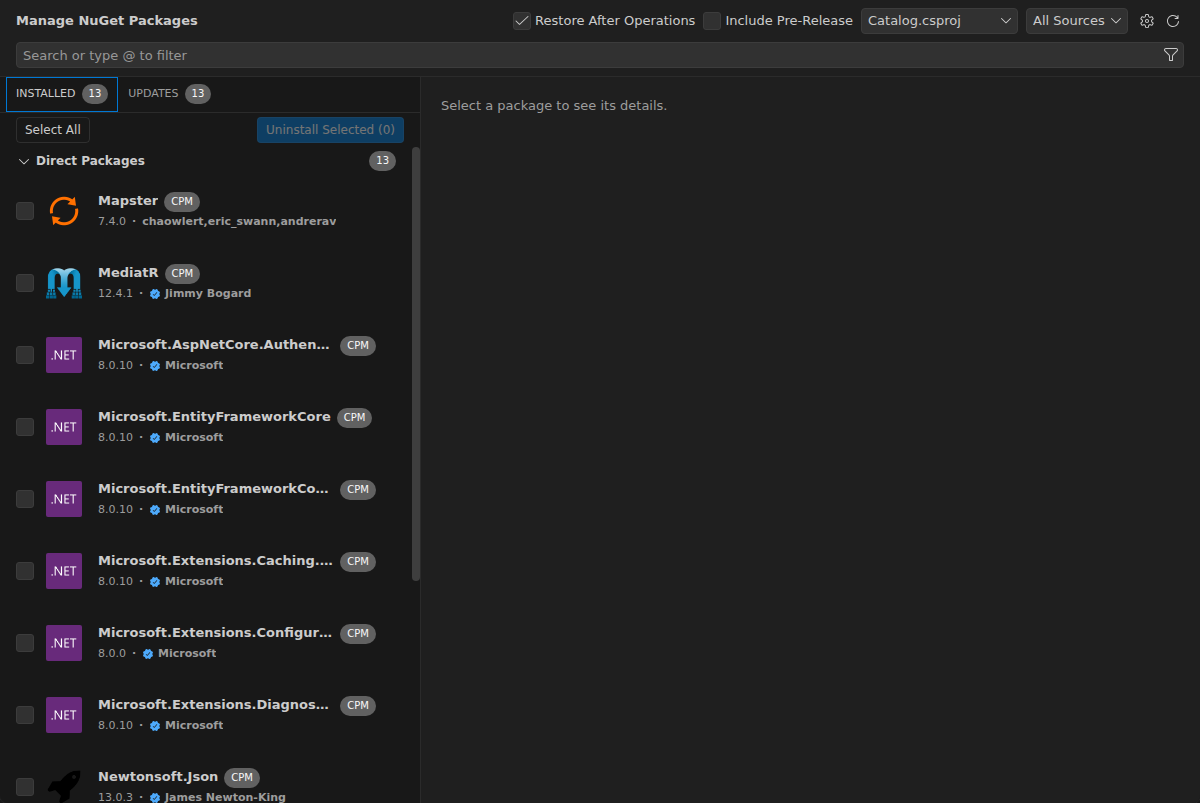 Manage NuGet Packages
Restore After Operations
Include Pre-Release
Catalog.csproj
All Sources
Search or type @ to filter
INSTALLED 13
UPDATES 13
Select All
Uninstall Selected (0)
Select a package to see its details.
Direct Packages 13
Mapster CPM
7.4.0 · chaowlert,eric_swann,andrerav
MediatR CPM
12.4.1 · Jimmy Bogard
.NET
Microsoft.AspNetCore.Authen... CPM
8.0.10 · Microsoft
.NET
Microsoft.EntityFrameworkCore CPM
8.0.10 · Microsoft
.NET
Microsoft.EntityFrameworkCo... CPM
8.0.10 · Microsoft
.NET
Microsoft.Extensions.Caching.... CPM
8.0.10 · Microsoft
.NET
Microsoft.Extensions.Configur... CPM
8.0.0 · Microsoft
.NET
Microsoft.Extensions.Diagnos... CPM
8.0.10 · Microsoft
Newtonsoft.Json CPM
13.0.3 · James Newton-King